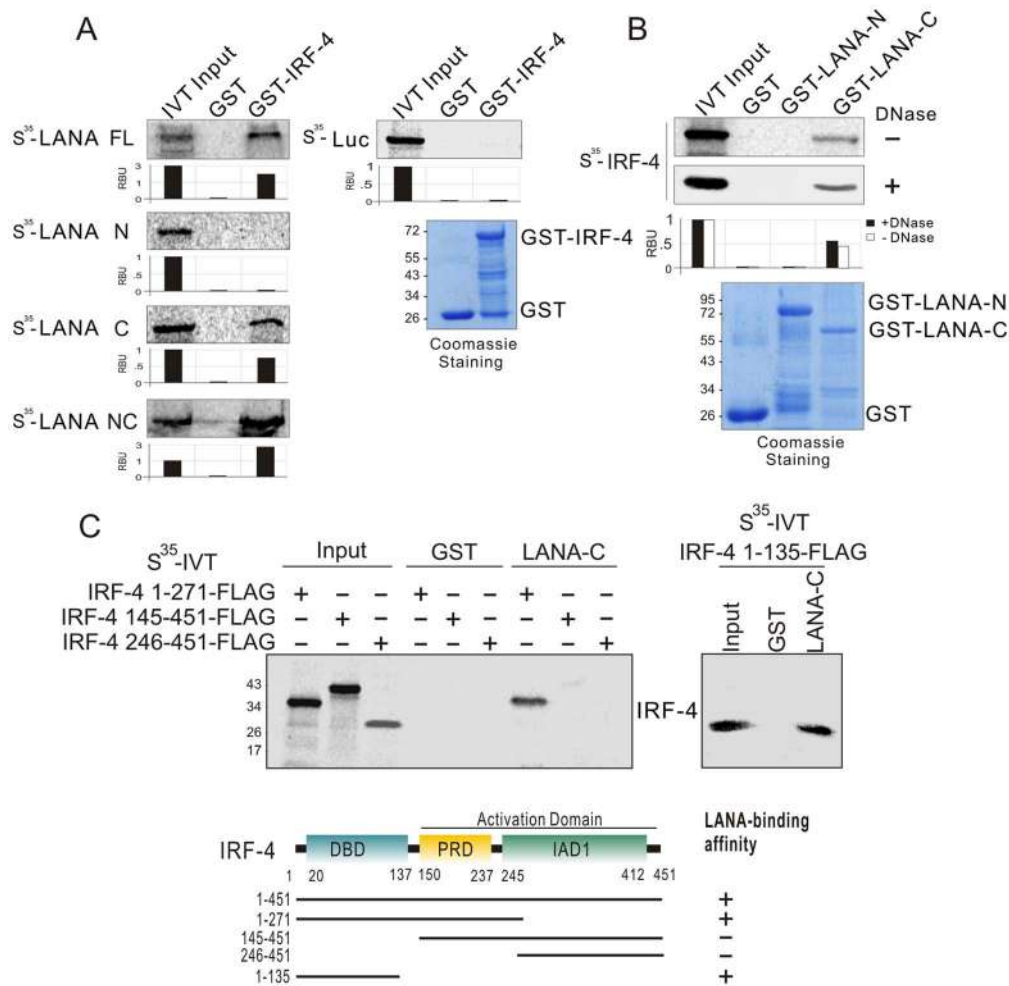 A
IVT Input
GST
GST-IRF-4
S35-LANA FL
RBU
3
2
1
0
S35-LANA N
RBU
1
.5
0
S35-LANA C
RBU
1
.5
0
S35-LANA NC
RBU
3
2
1
0
IVT Input
GST
GST-IRF-4
S35-Luc
RBU
1
.5
0
72
55
43
34
26
GST-IRF-4
GST
Coomassie
Staining
B
IVT Input
GST
GST-LANA-N
GST-LANA-C
DNase
S35-IRF-4
−
+
RBU
1
.5
0
+DNase
- DNase
95
72
55
43
34
26
GST-LANA-N
GST-LANA-C
GST
Coomassie
Staining
C
S35-IVT
Input GST LANA-C
IRF-4 1-271-FLAG + − − + − − + − −
IRF-4 145-451-FLAG − + − − + − − + −
IRF-4 246-451-FLAG − − + − − + − − +
43
34
26
17
IRF-4
S35-IVT
IRF-4 1-135-FLAG
Input
GST
LANA-C
Activation Domain
LANA-binding
affinity
IRF-4 DBD PRD IAD1
1 20 137 150 237 245 412 451
1-451 +
1-271 +
145-451 −
246-451 −
1-135 +